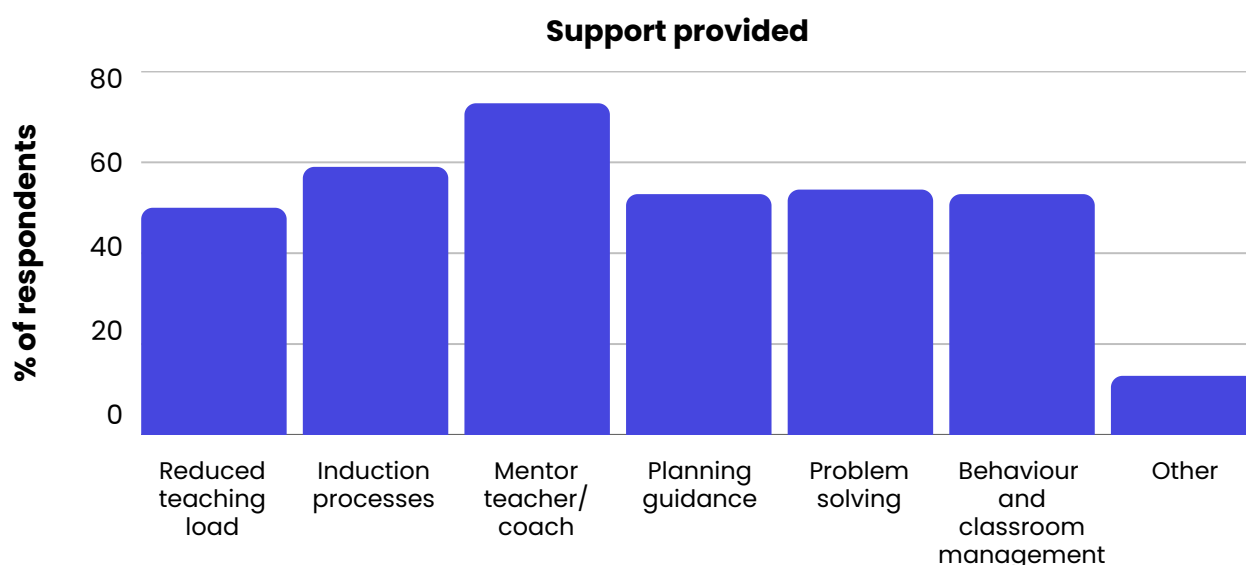 Support provided
% of respondents
80
60
40
20
0
Reduced
teaching
load
Induction
processes
Mentor
teacher/
coach
Planning
guidance
Problem
solving
Behaviour
and
classroom
management
Other